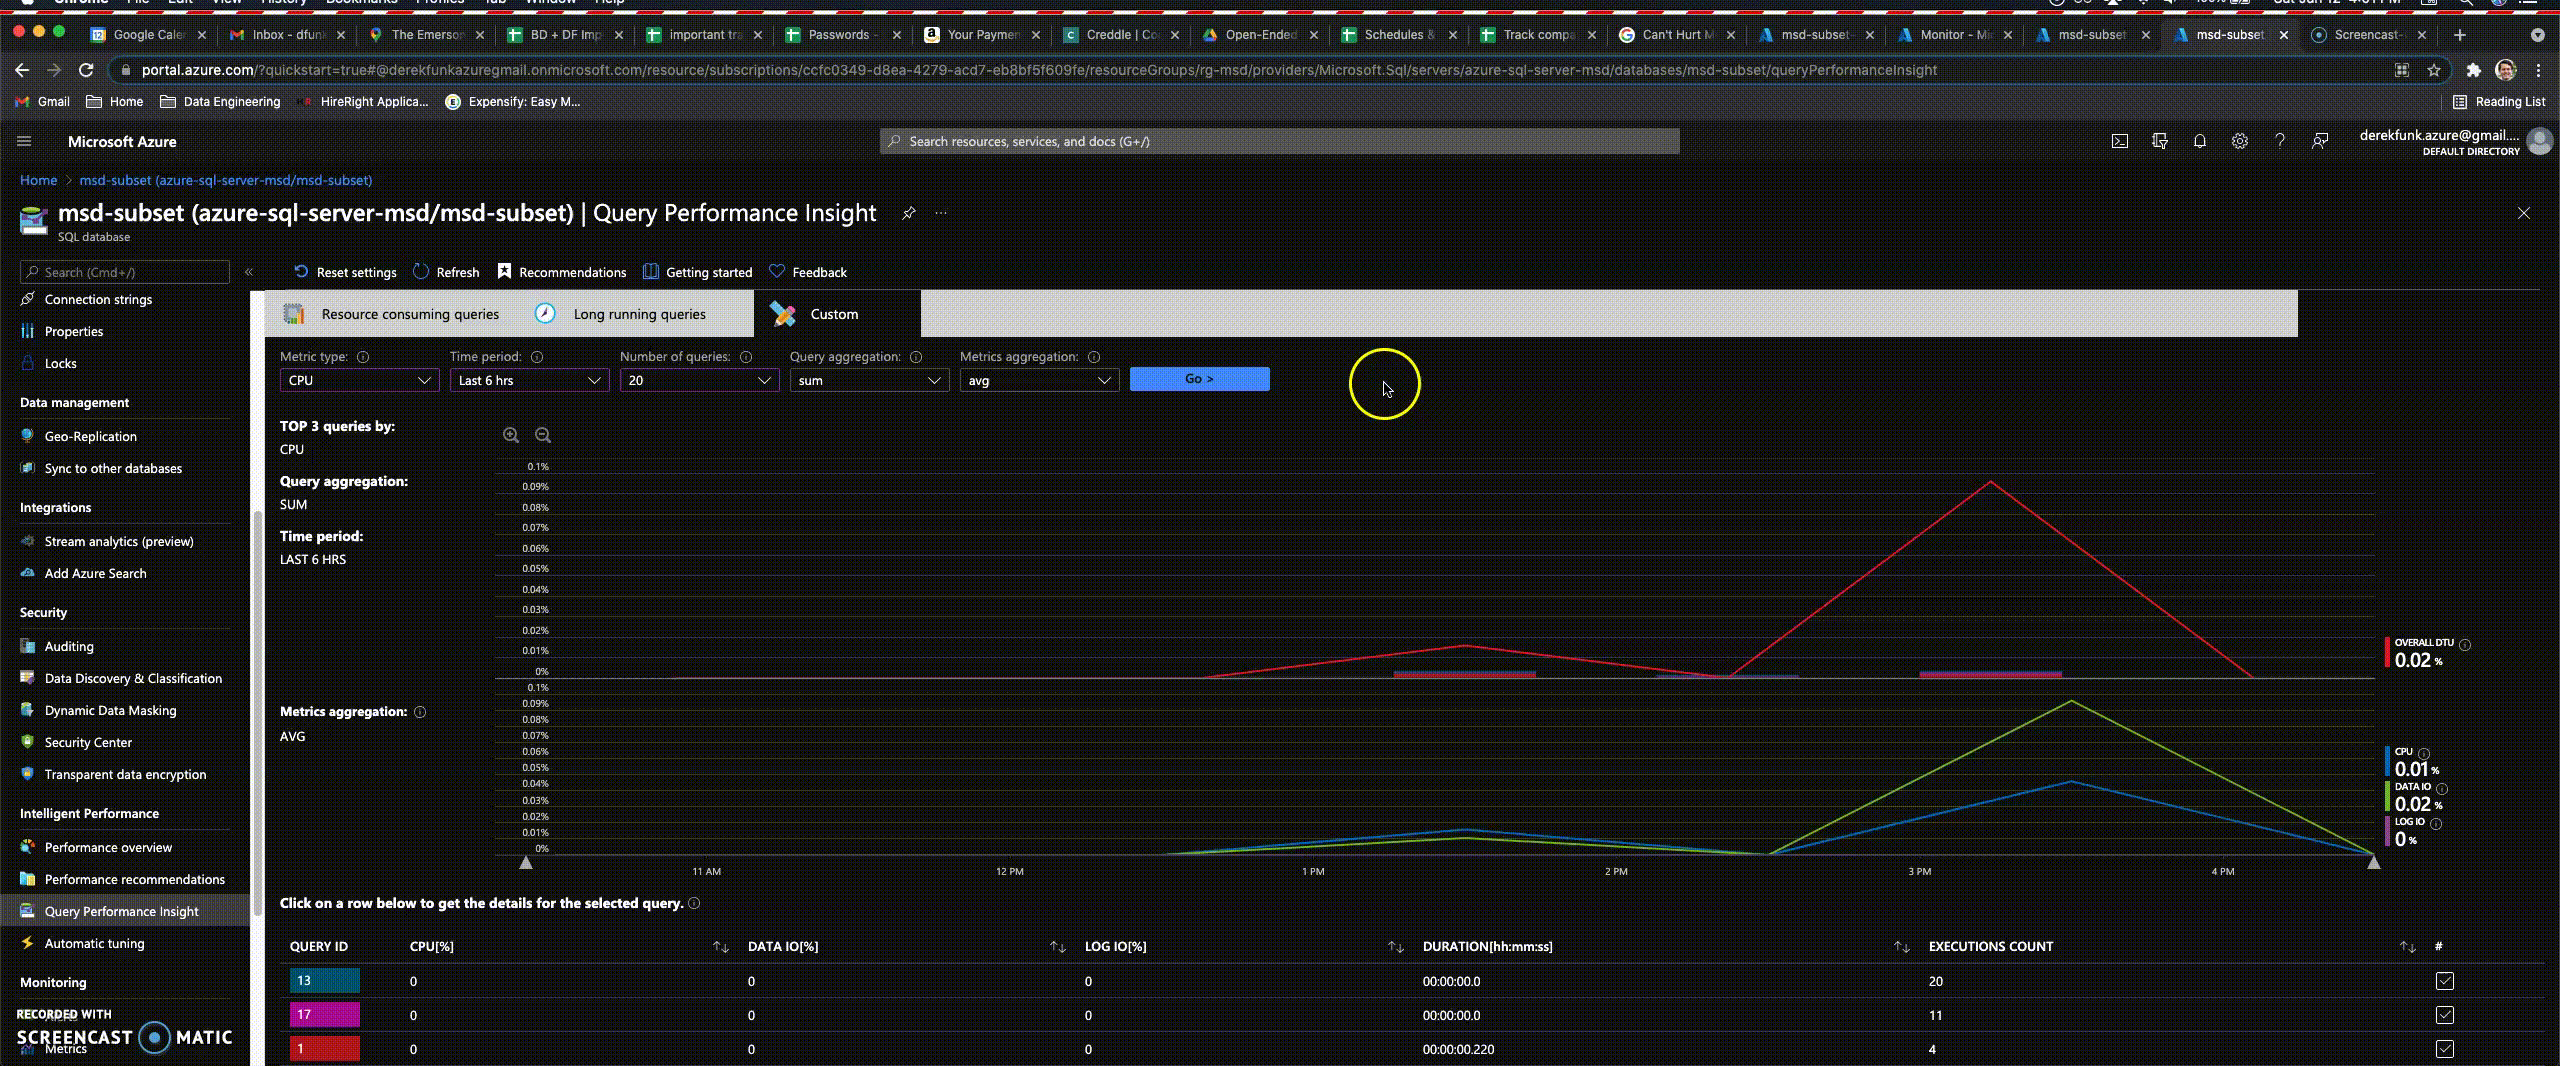 Chrome File Edit View History Bookmarks Profiles Tab Window Help
Google Cale
Inbox - dfun
The Emerson
BD + DF Imp
important tra
Passwords -
Your Paymen
Creddle | Co
Open-Ended
Schedules &
Track compa
Can't Hurt M
msd-subset-
Monitor - Mi
msd-subset
msd-subset
Screencast-
portal.azure.com/?quickstart=true#@derekfunkazuregmail.onmicrosoft.com/resource/subscriptions/ccfc0349-d8ea-4279-acd7-eb8bf5f609fe/resourceGroups/rg-msd/providers/Microsoft.Sql/servers/azure-sql-server-msd/databases/msd-subset/queryPerformanceInsight
Gmail Home Data Engineering HireRight Applica... Expensify: Easy M... Reading List
Microsoft Azure
Search resources, services, and docs (G+/)
derekfunk.azure@gmail....
DEFAULT DIRECTORY
Home > msd-subset (azure-sql-server-msd/msd-subset)
msd-subset (azure-sql-server-msd/msd-subset) | Query Performance Insight
SQL database
Search (Cmd+/)
Connection strings
Properties
Locks
Data management
Geo-Replication
Sync to other databases
Integrations
Stream analytics (preview)
Add Azure Search
Security
Auditing
Data Discovery & Classification
Dynamic Data Masking
Security Center
Transparent data encryption
Intelligent Performance
Performance overview
Performance recommendations
Query Performance Insight
Automatic tuning
Monitoring
Metrics
RECORDED WITH
SCREENCAST MATIC
Reset settings Refresh Recommendations Getting started Feedback
Resource consuming queries Long running queries Custom
Metric type: Time period: Number of queries: Query aggregation: Metrics aggregation:
CPU Last 6 hrs 20 sum avg Go >
TOP 3 queries by:
CPU
Query aggregation:
SUM
Time period:
LAST 6 HRS
0.1%
0.09%
0.08%
0.07%
0.06%
0.05%
0.04%
0.03%
0.02%
0.01%
0%
OVERALL DTU
0.02 %
Metrics aggregation:
AVG
0.1%
0.09%
0.08%
0.07%
0.06%
0.05%
0.04%
0.03%
0.02%
0.01%
0%
CPU
0.01 %
DATA IO
0.02 %
LOG IO
0 %
11 AM 12 PM 1 PM 2 PM 3 PM 4 PM
Click on a row below to get the details for the selected query.
QUERY ID CPU[%] DATA IO[%] LOG IO[%] DURATION[hh:mm:ss] EXECUTIONS COUNT #
13 0 0 0 00:00:00.0 20
17 0 0 0 00:00:00.0 11
1 0 0 0 00:00:00.220 4